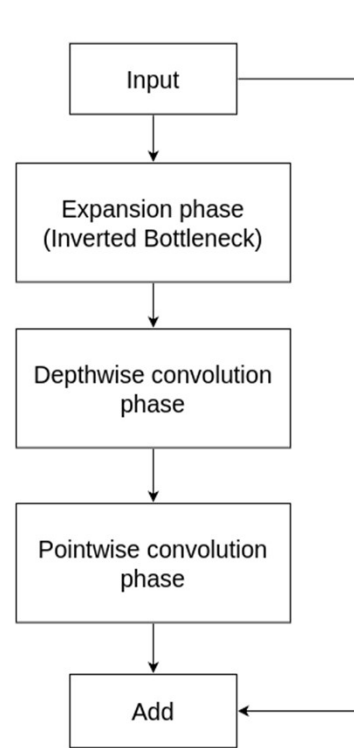 Input
Expansion phase
(Inverted Bottleneck)
Depthwise convolution
phase
Pointwise convolution
phase
Add